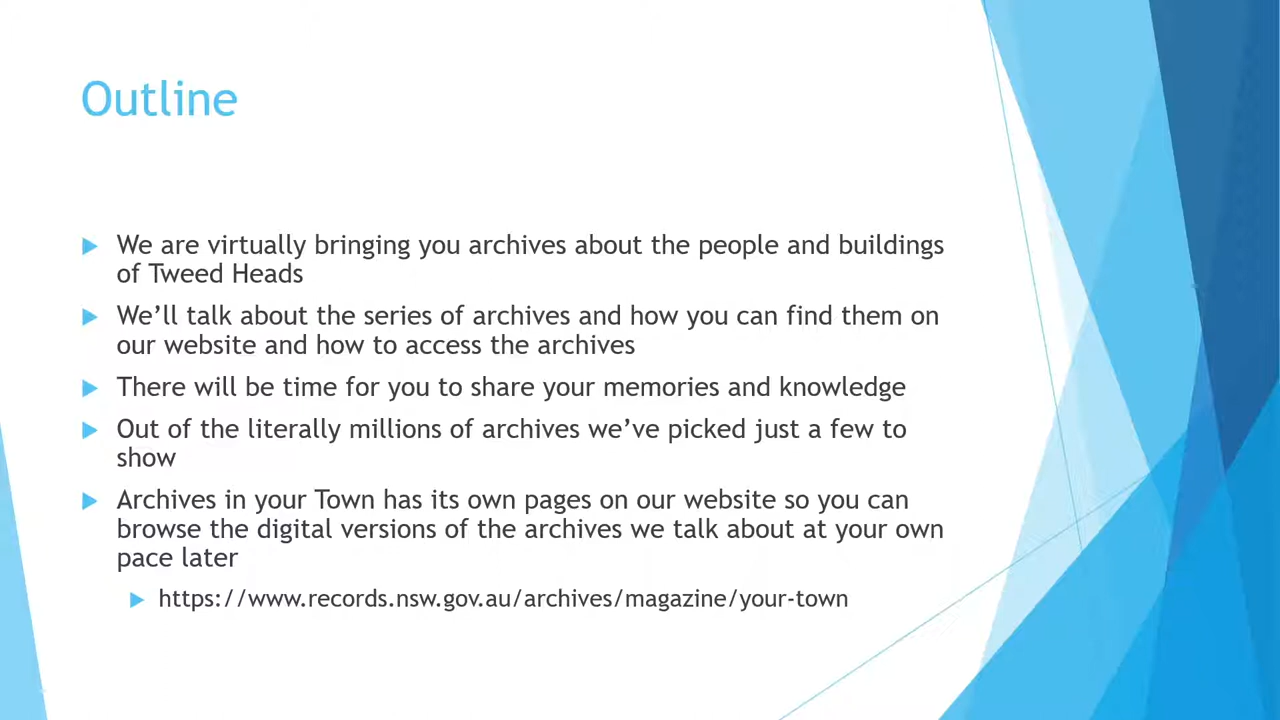 Outline
We are virtually bringing you archives about the people and buildings
of Tweed Heads
We’ll talk about the series of archives and how you can find them on
our website and how to access the archives
There will be time for you to share your memories and knowledge
Out of the literally millions of archives we’ve picked just a few to
show
Archives in your Town has its own pages on our website so you can
browse the digital versions of the archives we talk about at your own
pace later
https://www.records.nsw.gov.au/archives/magazine/your-town